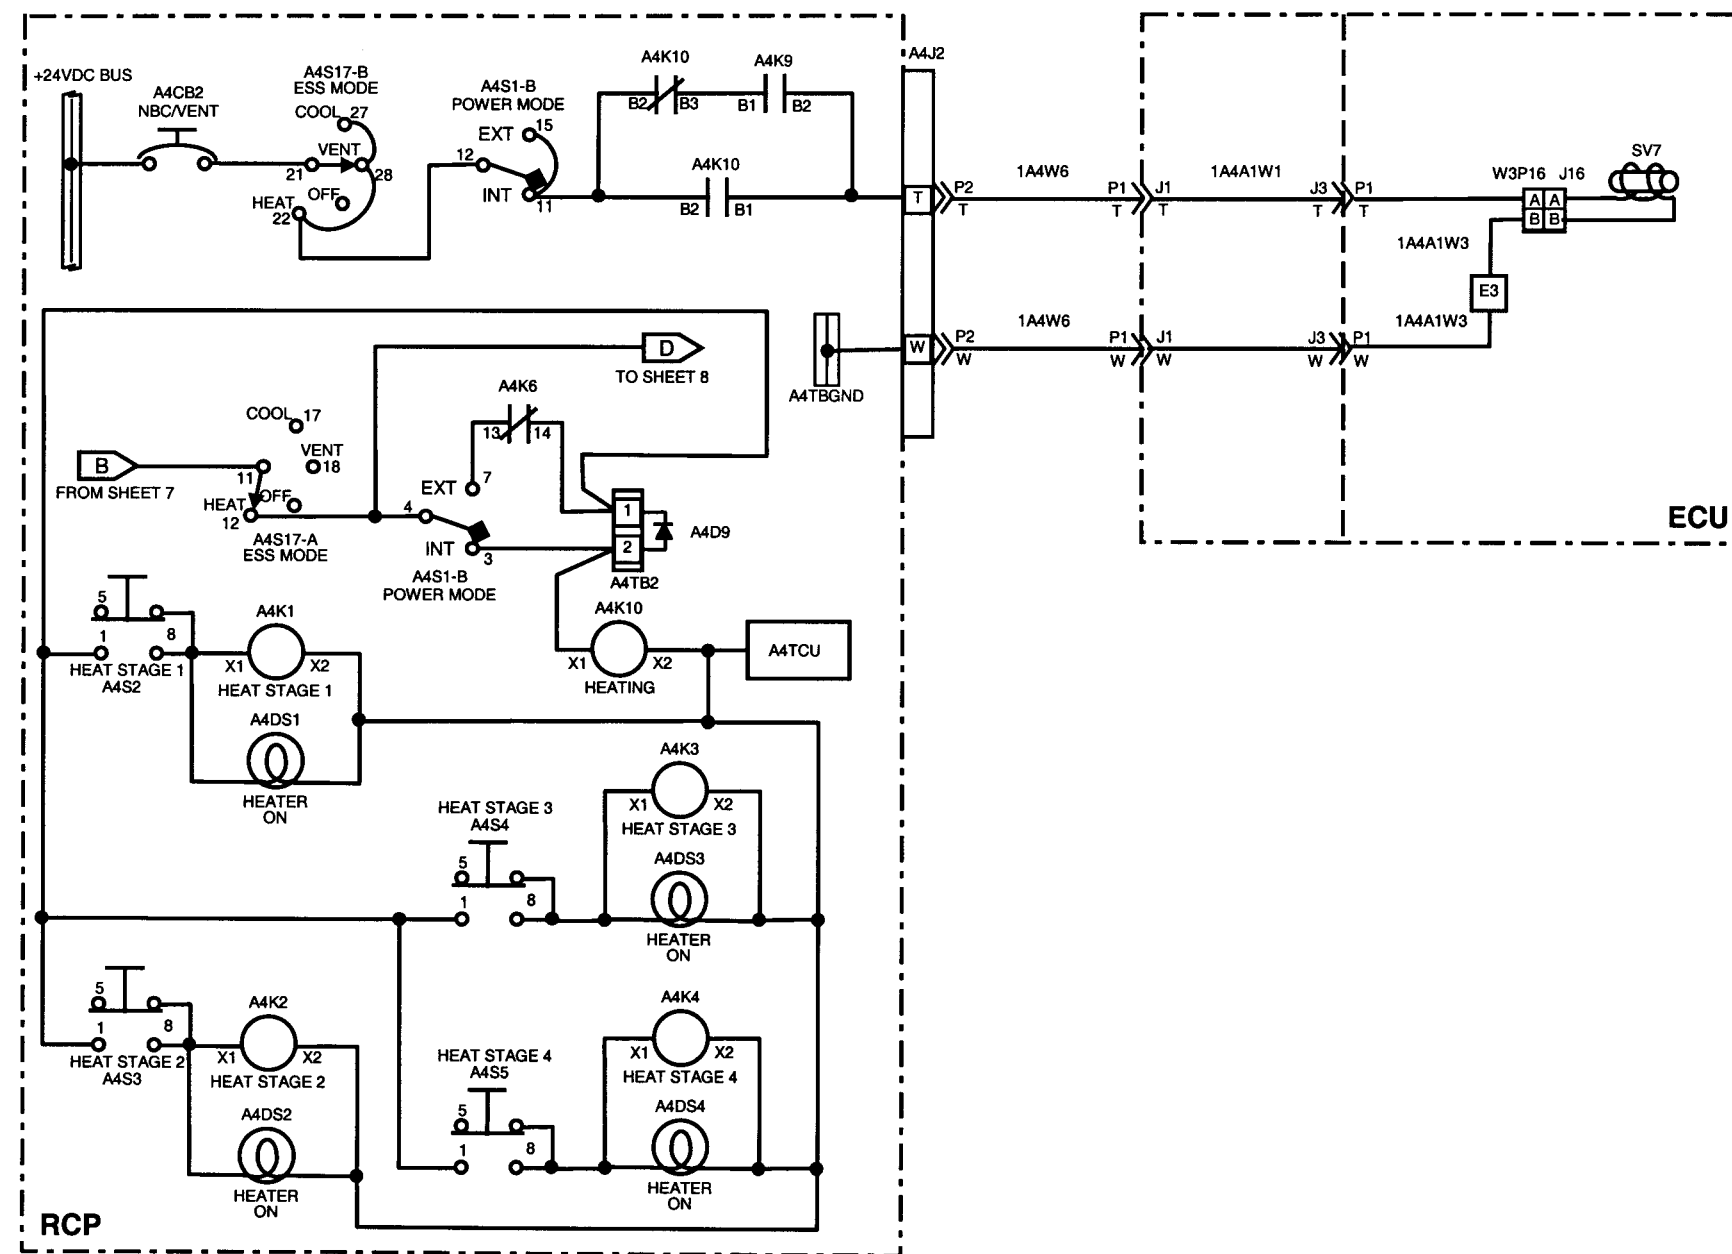 +24VDC BUS
A4CB2
NBC/VENT
A4S17-B
ESS MODE
COOL 27
VENT
21
28
OFF
HEAT
22
A4S1-B
POWER MODE
EXT 15
12
INT
11
A4K10
B2 B3
A4K9
B1 B2
A4K10
B2 B1
A4J2
T
P2
T
1A4W6
P1 J1
T T
1A4A1W1
J3 P1
T T
W3P16 J16
A A
B B
SV7
1A4A1W3
E3
1A4A1W3
A4TBGND
W
P2
W
1A4W6
P1 J1
W W
J3 P1
W W
ECU
D
TO SHEET 8
B
FROM SHEET 7
COOL 17
VENT
18
11
OFF
HEAT
12
A4S17-A
ESS MODE
A4K6
13 14
7
EXT
4
INT
3
A4S1-B
POWER MODE
1
2
A4D9
A4TB2
A4K10
X1 X2
HEATING
A4TCU
5
1 8
HEAT STAGE 1
A4S2
A4K1
X1 X2
HEAT STAGE 1
A4DS1
HEATER
ON
HEAT STAGE 3
A4S4
5
1 8
A4K3
X1 X2
HEAT STAGE 3
A4DS3
HEATER
ON
5
1 8
HEAT STAGE 2
A4S3
A4K2
X1 X2
HEAT STAGE 2
A4DS2
HEATER
ON
HEAT STAGE 4
A4S5
5
1 8
A4K4
X1 X2
HEAT STAGE 4
A4DS4
HEATER
ON
RCP